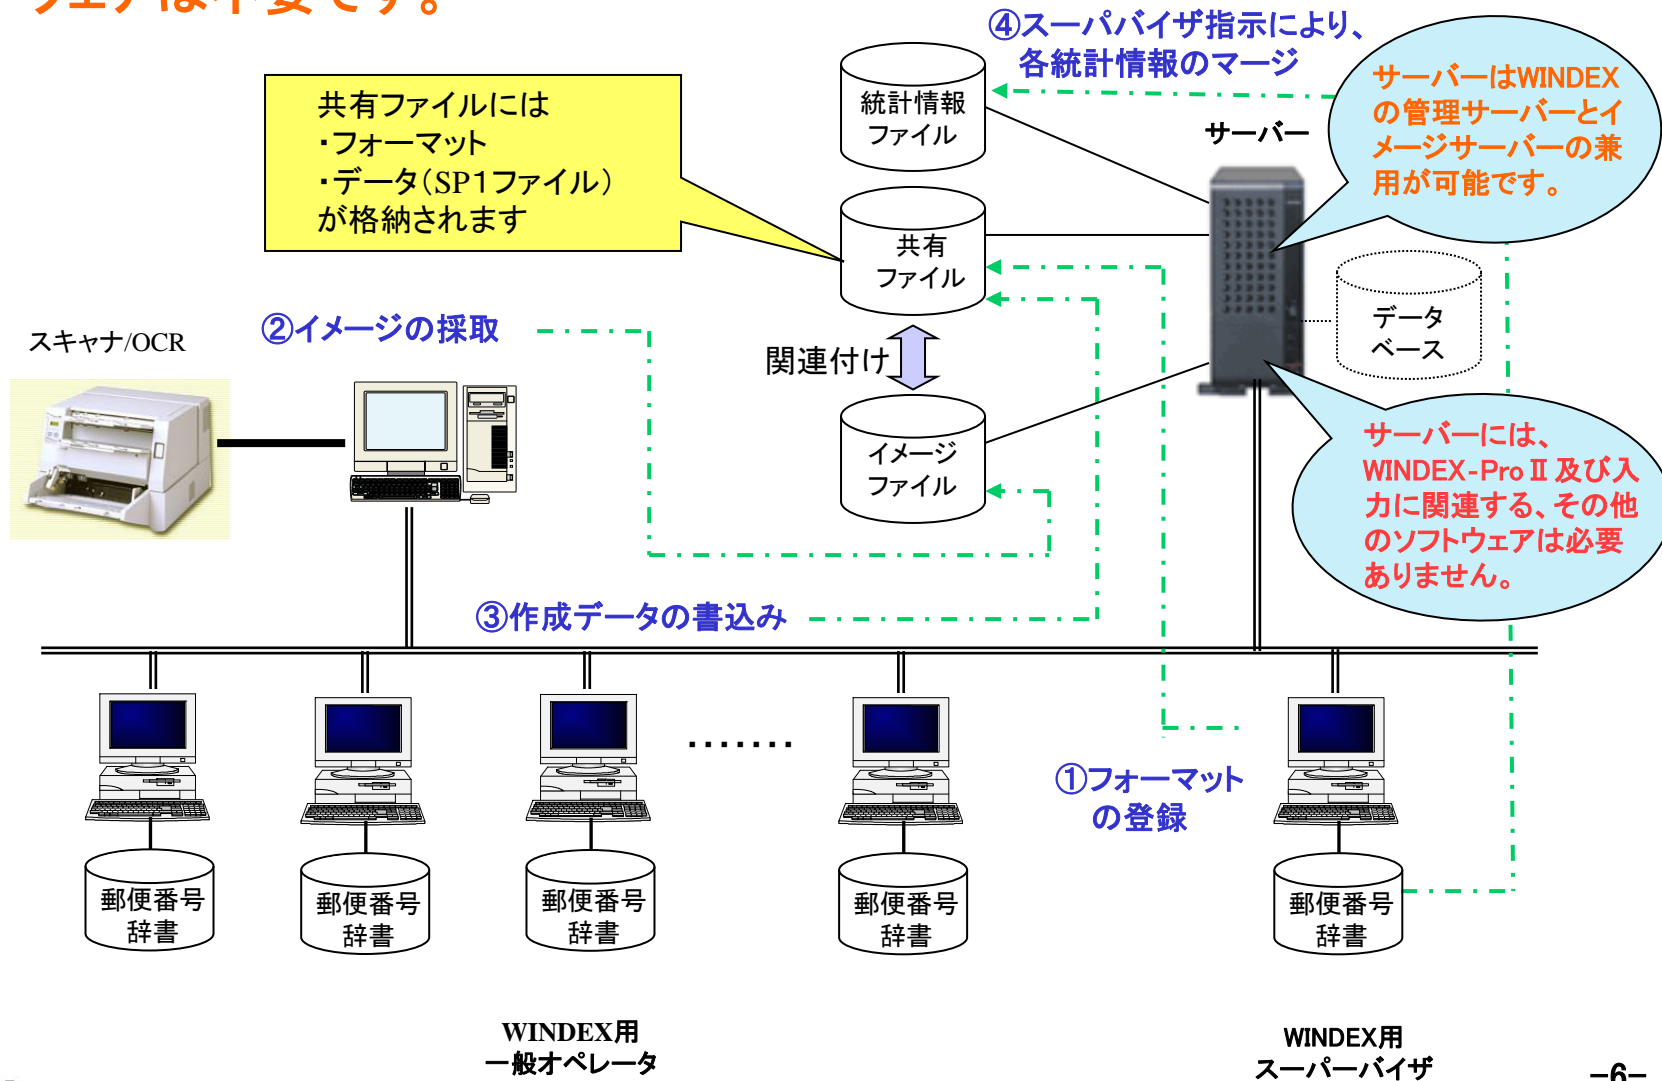 ウェアは不要です。
④スーパバイザ指示により、
各統計情報のマージ
サーバーはWINDEX
の管理サーバーとイ
メージサーバーの兼
用が可能です。
共有ファイルには
・フォーマット
・データ(SP1ファイル)
が格納されます
統計情報
ファイル
サーバー
共有
ファイル
データ
ベース
スキャナ/OCR
②イメージの採取
関連付け
イメージ
ファイル
サーバーには、
WINDEX-ProⅡ及び入
力に関連する、その他
のソフトウェアは必要
ありません。
③作成データの書込み
・・・・・・・
①フォーマット
の登録
郵便番号
辞書
郵便番号
辞書
郵便番号
辞書
郵便番号
辞書
郵便番号
辞書
WINDEX用
一般オペレータ
WINDEX用
スーパーバイザ
−6−